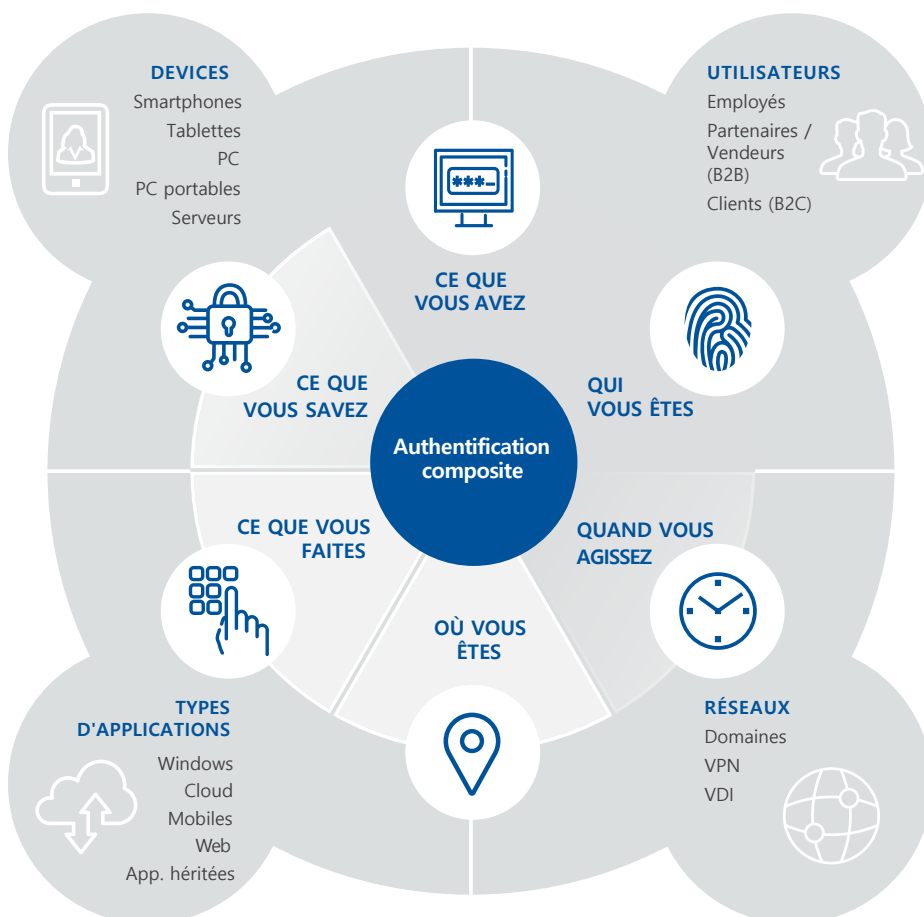 DEVICES
Smartphones
Tablettes
PC
PC portables
Serveurs
UTILISATEURS
Employés
Partenaires /
Vendeurs
(B2B)
Clients (B2C)
***_
CE QUE
VOUS AVEZ
CE QUE
VOUS SAVEZ
QUI
VOUS ÊTES
Authentification
composite
CE QUE VOUS
FAITES
QUAND VOUS
AGISSEZ
OÙ VOUS
ÊTES
TYPES
D'APPLICATIONS
Windows
Cloud
Mobiles
Web
App. héritées
RÉSEAUX
Domaines
VPN
VDI